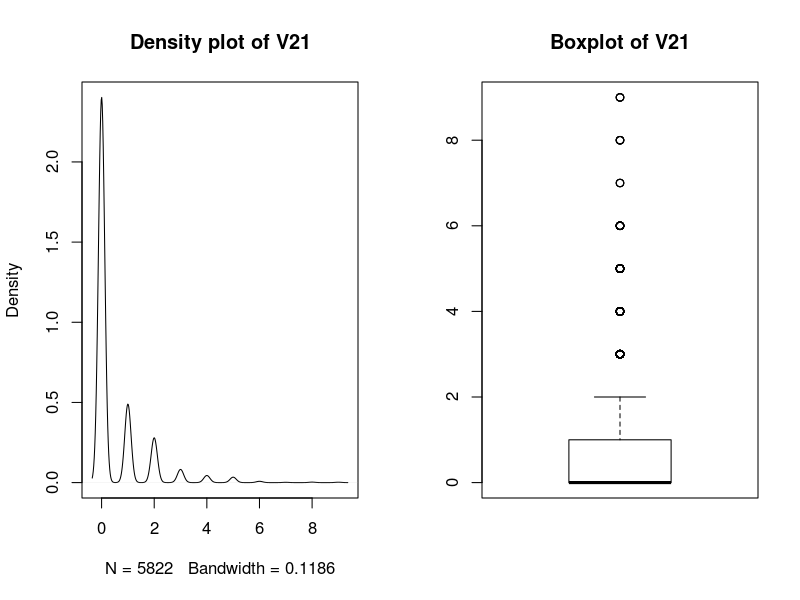 Density plot of V21
Density
0.0 0.5 1.0 1.5 2.0
0 2 4 6 8
N = 5822 Bandwidth = 0.1186
Boxplot of V21
0 2 4 6 8